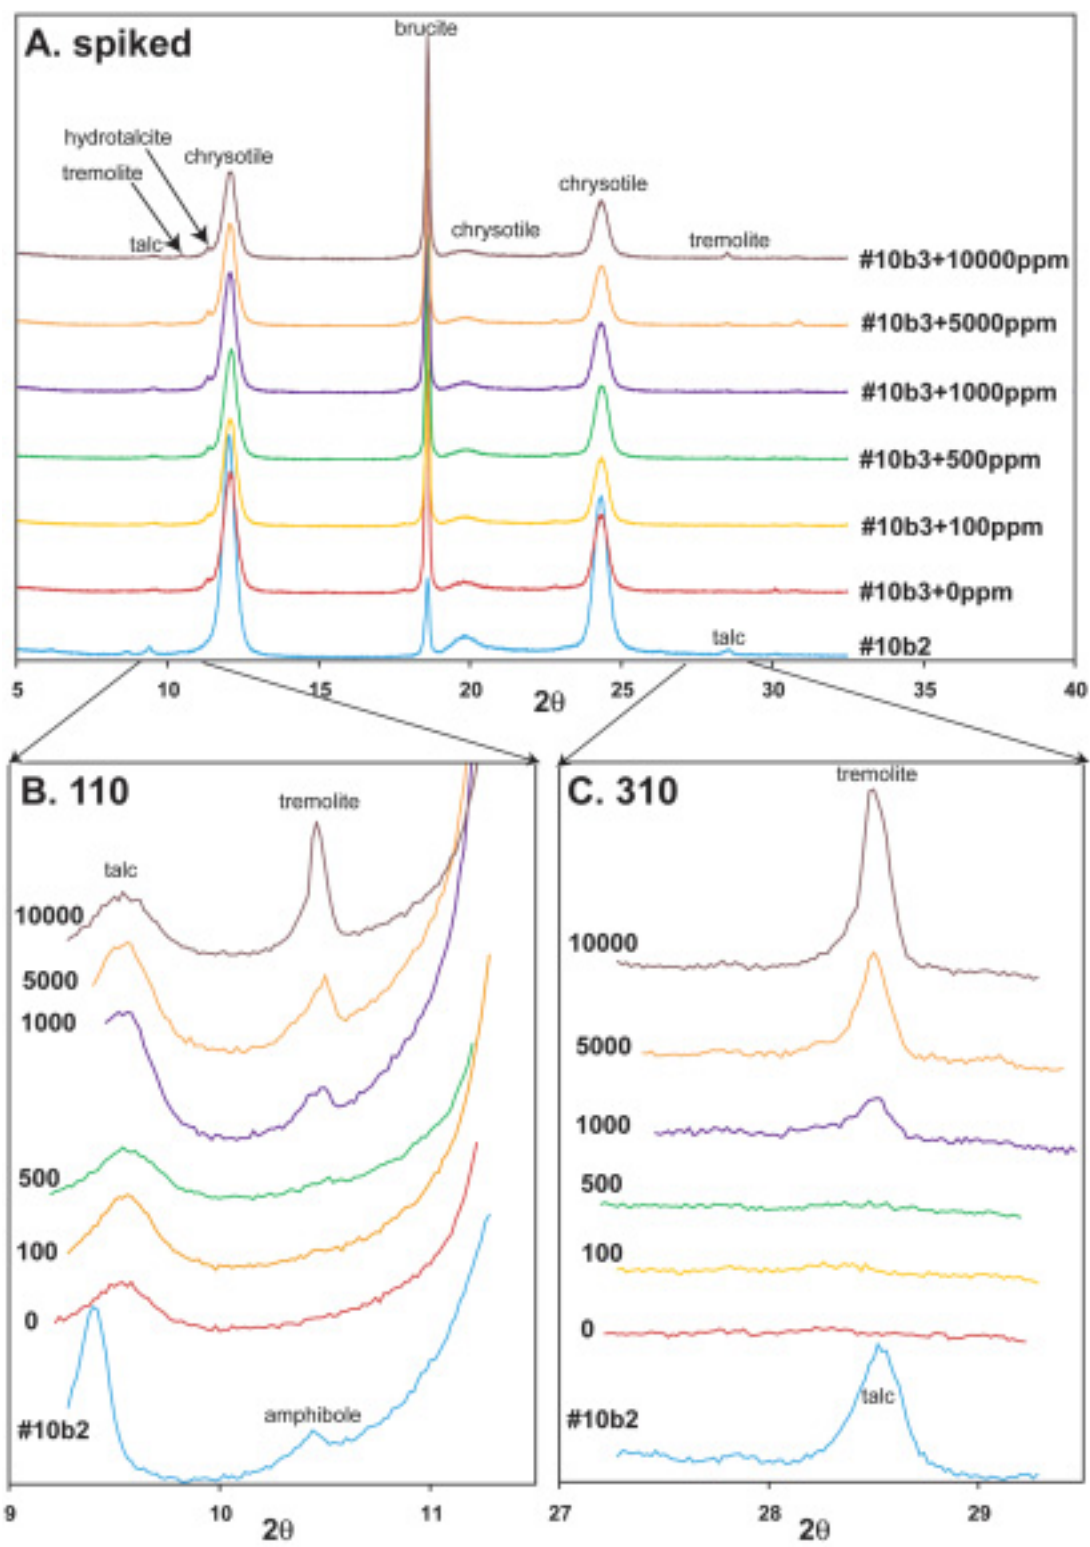 A. spiked
brucite
hydrotalcite
chrysotile
tremolite
chrysotile
talc
chrysotile
tremolite
#10b3+10000ppm
#10b3+5000ppm
#10b3+1000ppm
#10b3+500ppm
#10b3+100ppm
#10b3+0ppm
talc
#10b2
5 10 15 20 25 30 35 40
2θ
B. 110
tremolite
talc
10000
5000
1000
500
100
0
amphibole
#10b2
9 10 11
2θ
C. 310
tremolite
10000
5000
1000
500
100
0
talc
#10b2
27 28 29
2θ